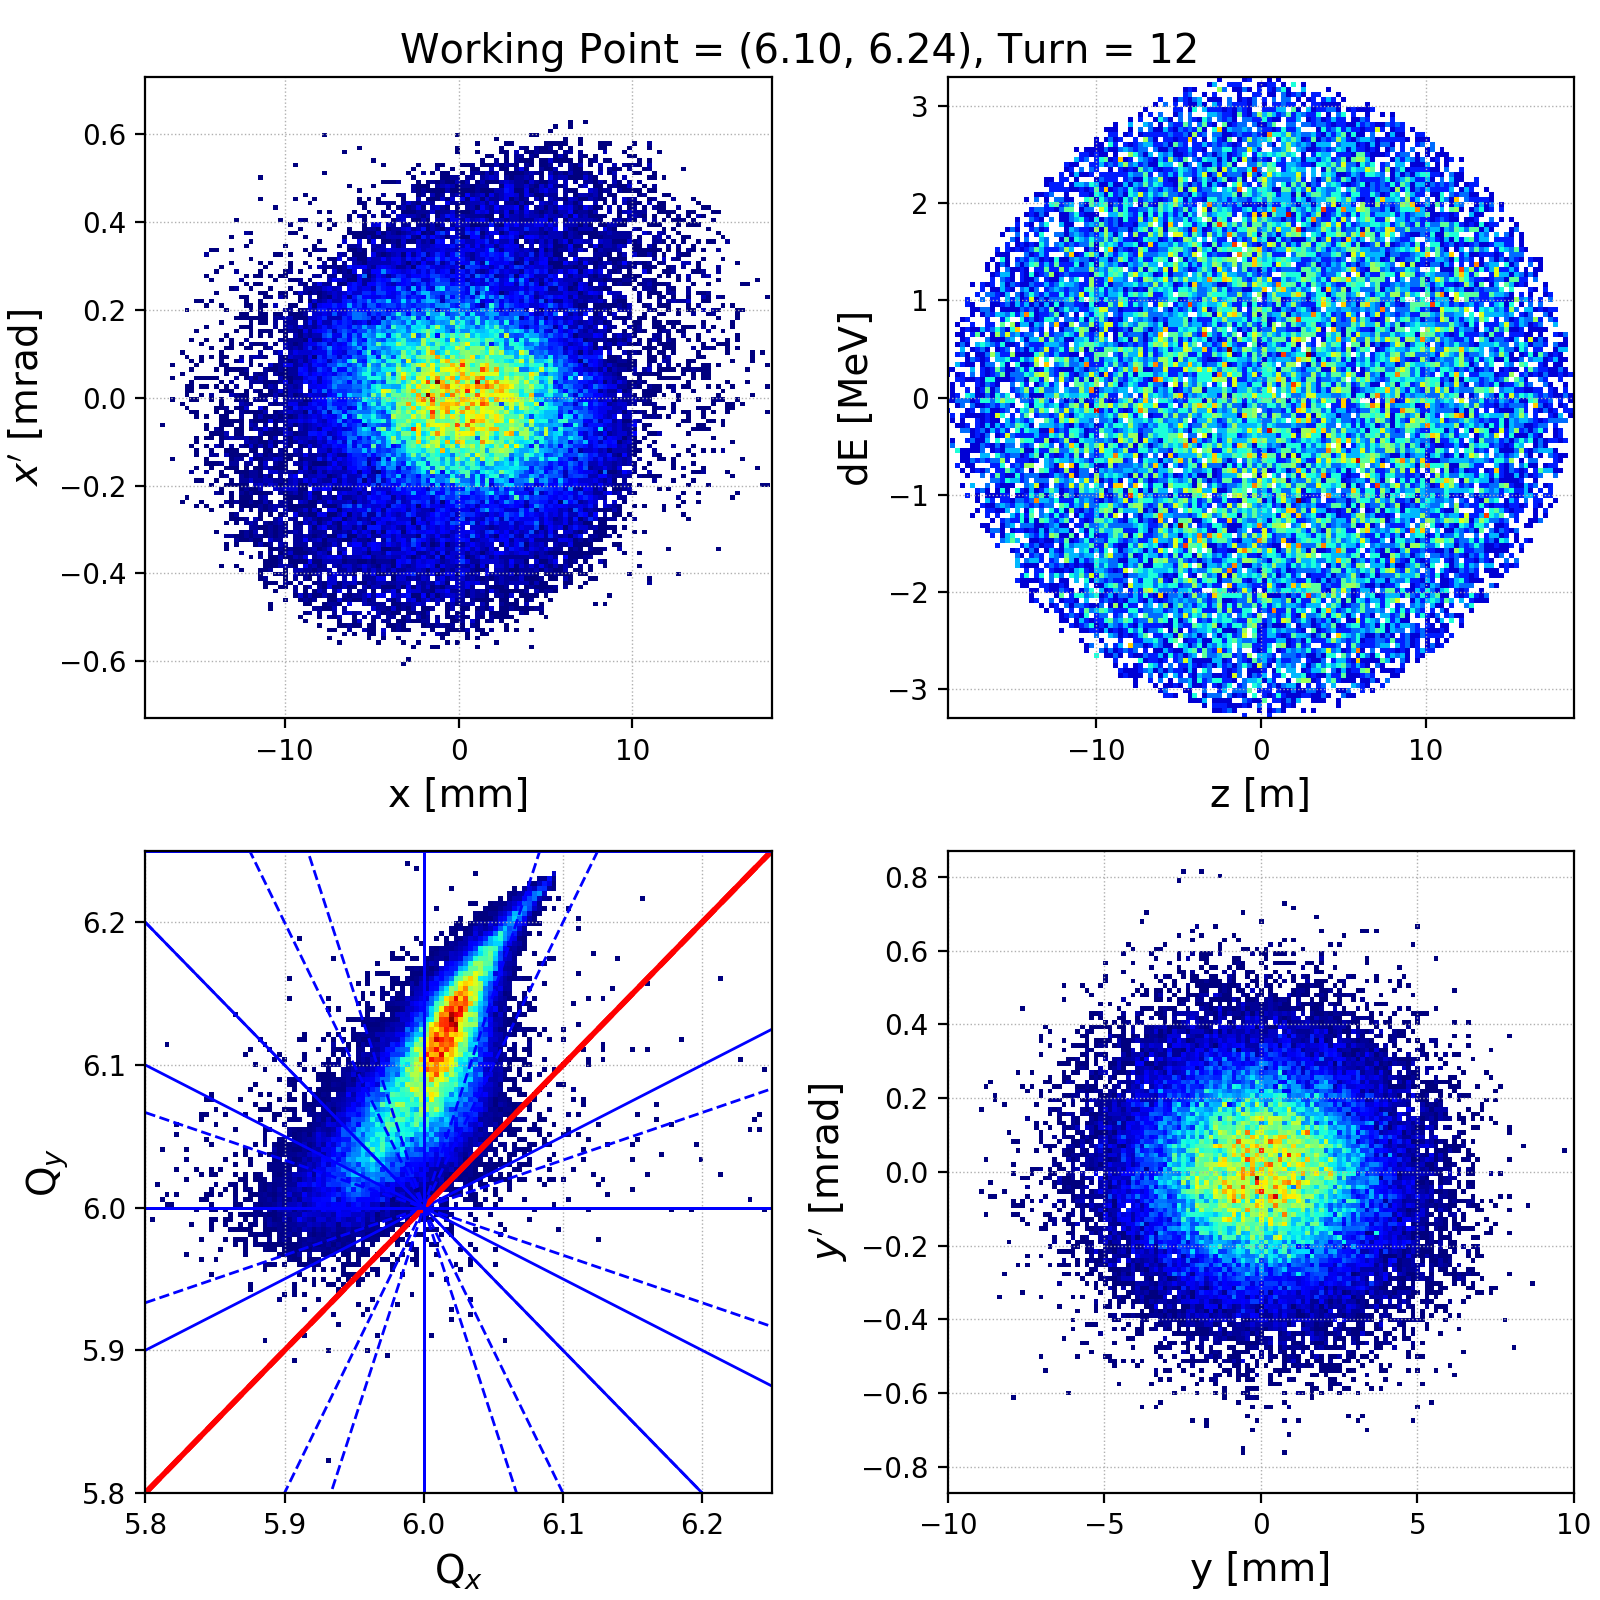 Working Point = (6.10, 6.24), Turn = 12
0.6
0.4
0.2
0.0
−0.2
−0.4
−0.6
x′ [mrad]
−10 0 10
x [mm]
3
2
1
0
−1
−2
−3
dE [MeV]
−10 0 10
z [m]
6.2
6.1
6.0
5.9
5.8
Qy
5.8 5.9 6.0 6.1 6.2
Qx
0.8
0.6
0.4
0.2
0.0
−0.2
−0.4
−0.6
−0.8
y′ [mrad]
−10 −5 0 5 10
y [mm]